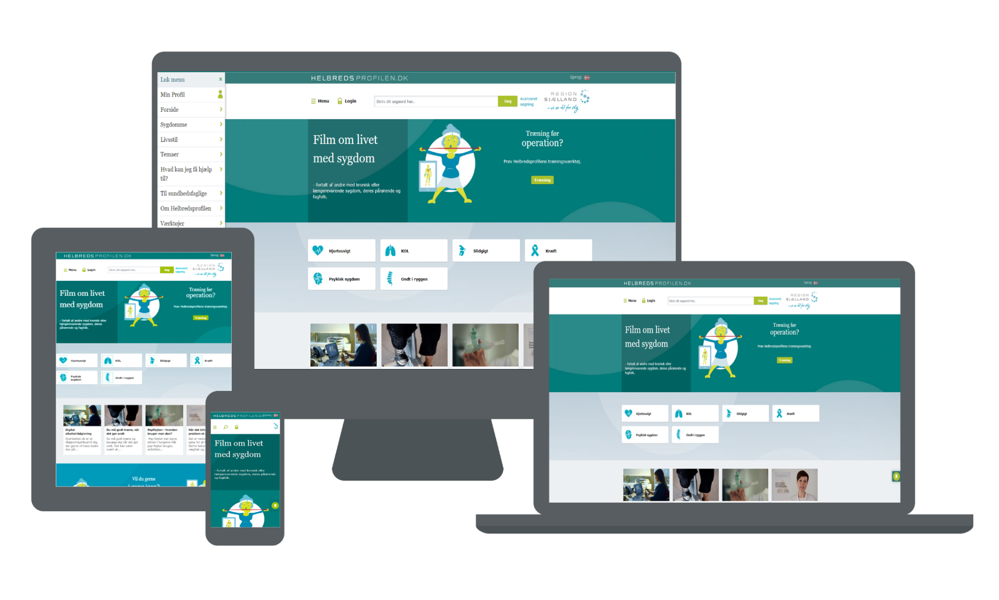 Luk menu
Min Profil
Forside
Sygdomme
Livsstil
Temaer
Hvad kan jeg få hjælp
til?
Til sundhedsfaglige
Om Helbredsprofilen
Værktøjer
HELBREDSPROFILEN.DK
Sprog:
Menu
Login
Skriv dit søgeord her..
Søg
Avanceret
søgning
REGION
SJÆLLAND
- vi er til for dig
Film om livet
med sygdom
- fortalt af andre med kronisk eller
længerevarende sygdom, deres pårørende og
fagfolk.
Træning før
operation?
Prøv Helbredsprofilens træningsværktøj.
Træning
Hjertesvigt
KOL
Slidgigt
Kræft
Psykisk sygdom
Ondt i ryggen
HELBREDSPROFILEN.DK
Sprog:
Menu
Login
Skriv dit søgeord her..
Søg
Avanceret
søgning
REGION
SJÆLLAND
- vi er til for dig
Film om livet
med sygdom
- fortalt af andre med kronisk eller
længerevarende sygdom, deres
pårørende og fagfolk.
Træning før
operation?
Prøv Helbredsprofilens træningsværktøj.
Træning
Hjertesvigt
KOL
Slidgigt
Kræft
Psykisk
sygdom
Ondt i ryggen
Digital
alkoholrådgivning
Overkanten.dk er et
rådgivningstilbud til dig,
der gerne vil have bedre
styr på...
Du må godt træne, når
det gør ondt
Du må godt træne og
bevæge dig når det gør
ondt. Det kan være
svært at...
Pepfløjten - hvordan
bruger man den?
Pep-fløjten kan løsne
slimen i lungerne Når
pep-fløjten bruges,
anbefales...
Når det bliv
problem at
Det er nødve
spise for at l
Derfor bekyr
vægttab og
Vil du gerne
i gang igen?
HELBREDSPROFILEN.DK
Sprog:
Film om livet
med sygdom
- fortalt af andre med kronisk eller
længerevarende sygdom, deres pårørende
og fagfolk.
HELBREDSPROFILEN.DK
Sprog:
Menu
Login
Skriv dit søgeord her..
Søg
Avanceret
søgning
REGION
SJÆLLAND
- vi er til for dig
Film om livet
med sygdom
- fortalt af andre med kronisk eller
længerevarende sygdom, deres pårørende og
fagfolk.
Træning før
operation?
Prøv Helbredsprofilens træningsværktøj.
Træning
Hjertesvigt
KOL
Slidgigt
Kræft
Psykisk sygdom
Ondt i ryggen